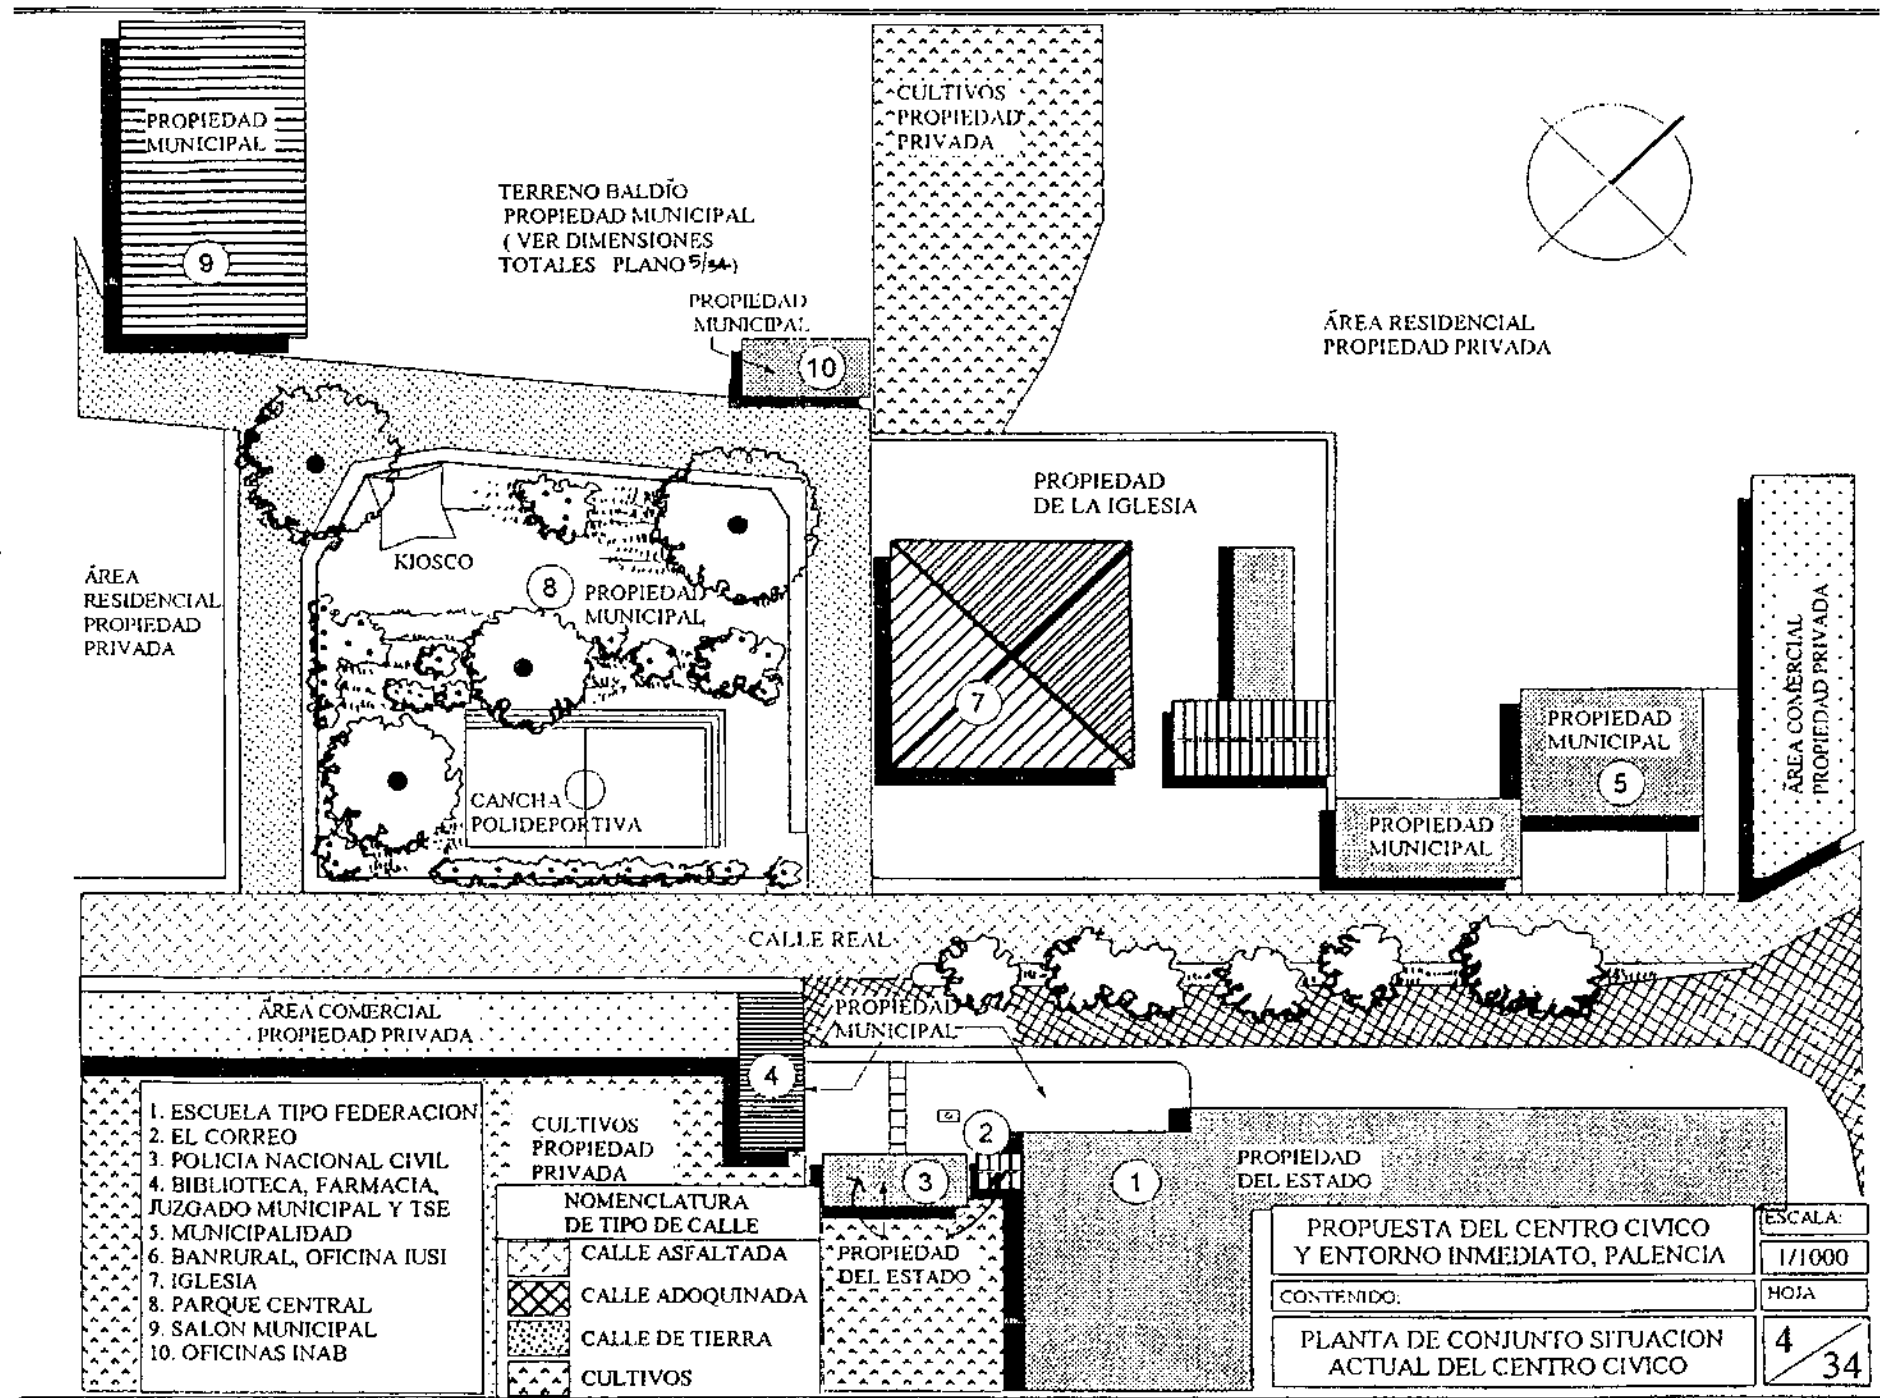 PROPIEDAD
MUNICIPAL
9
TERRENO BALDÍO
PROPIEDAD MUNICIPAL
( VER DIMENSIONES
TOTALES PLANO 5/34)
PROPIEDAD
MUNICIPAL
10
CULTIVOS
PROPIEDAD
PRIVADA
ÁREA RESIDENCIAL
PROPIEDAD PRIVADA
ÁREA
RESIDENCIAL
PROPIEDAD
PRIVADA
KIOSCO
8
PROPIEDAD
MUNICIPAL
CANCHA
POLIDEPORTIVA
PROPIEDAD
DE LA IGLESIA
7
PROPIEDAD
MUNICIPAL
PROPIEDAD
MUNICIPAL
5
ÁREA COMERCIAL
PROPIEDAD PRIVADA
CALLE REAL
ÁREA COMERCIAL
PROPIEDAD PRIVADA
4
PROPIEDAD
MUNICIPAL
2
3
1
PROPIEDAD
DEL ESTADO
PROPIEDAD
DEL ESTADO
CULTIVOS
PROPIEDAD
PRIVADA
1. ESCUELA TIPO FEDERACION
2. EL CORREO
3. POLICIA NACIONAL CIVIL
4. BIBLIOTECA, FARMACIA,
JUZGADO MUNICIPAL Y TSE
5. MUNICIPALIDAD
6. BANRURAL, OFICINA IUSI
7. IGLESIA
8. PARQUE CENTRAL
9. SALON MUNICIPAL
10. OFICINAS INAB
NOMENCLATURA
DE TIPO DE CALLE
CALLE ASFALTADA
CALLE ADOQUINADA
CALLE DE TIERRA
CULTIVOS
PROPUESTA DEL CENTRO CIVICO
Y ENTORNO INMEDIATO, PALENCIA
ESCALA:
1/1000
CONTENIDO:
HOJA
PLANTA DE CONJUNTO SITUACION
ACTUAL DEL CENTRO CIVICO
4/34